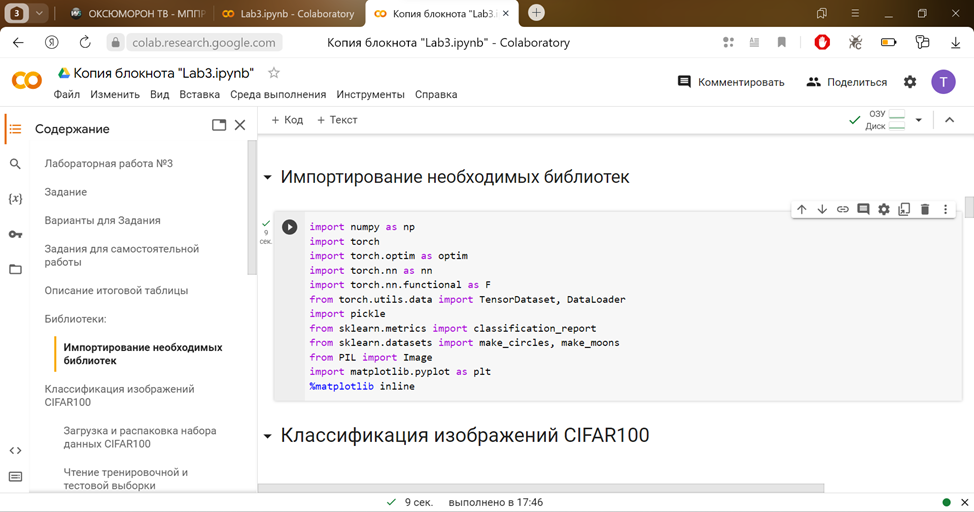 3
ОКСЮМОРОН ТВ - МППР
Lab3.ipynb - Colaboratory
Копия блокнота "Lab3.i
colab.research.google.com
Копия блокнота "Lab3.ipynb" - Colaboratory
Копия блокнота "Lab3.ipynb"
Файл Изменить Вид Вставка Среда выполнения Инструменты Справка
Комментировать
Поделиться
T
Содержание
+ Код + Текст
ОЗУ
Диск
Лабораторная работа №3
Задание
Варианты для Задания
Задания для самостоятельной
работы
Описание итоговой таблицы
Библиотеки:
Импортирование необходимых
библиотек
Классификация изображений
CIFAR100
Загрузка и распаковка набора
данных CIFAR100
Чтение тренировочной и
тестовой выборки
{x}
Импортирование необходимых библиотек
9
сек.
import numpy as np
import torch
import torch.optim as optim
import torch.nn as nn
import torch.nn.functional as F
from torch.utils.data import TensorDataset, DataLoader
import pickle
from sklearn.metrics import classification_report
from sklearn.datasets import make_circles, make_moons
from PIL import Image
import matplotlib.pyplot as plt
%matplotlib inline
Классификация изображений CIFAR100
9 сек. выполнено в 17:46